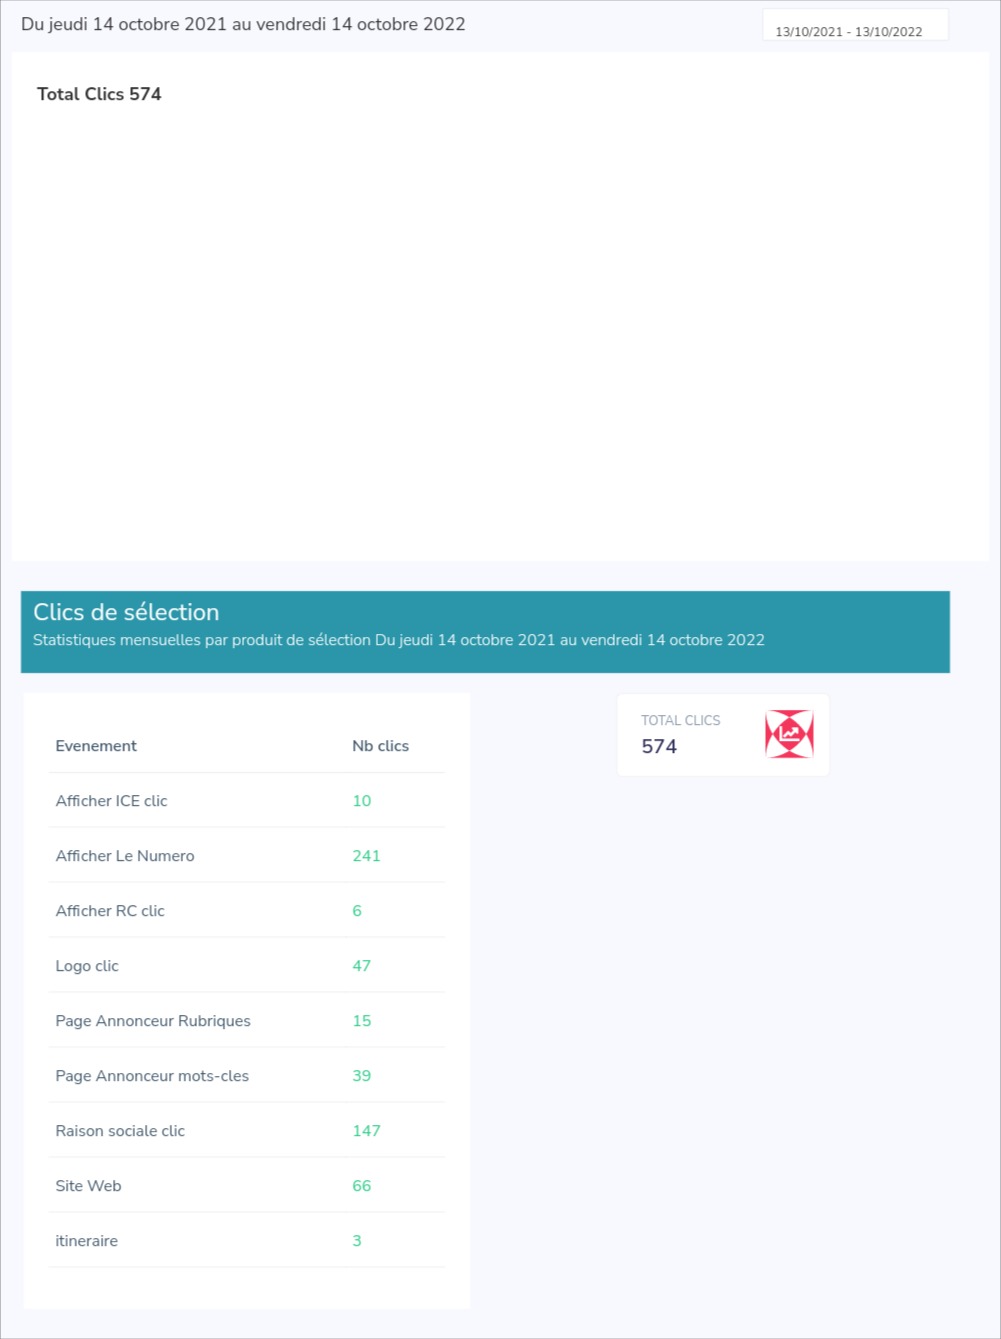 Du jeudi 14 octobre 2021 au vendredi 14 octobre 2022
13/10/2021 - 13/10/2022
Total Clics 574
Clics de sélection
Statistiques mensuelles par produit de sélection Du jeudi 14 octobre 2021 au vendredi 14 octobre 2022
TOTAL CLICS
574
Evenement Nb clics
Afficher ICE clic 10
Afficher Le Numero 241
Afficher RC clic 6
Logo clic 47
Page Annonceur Rubriques 15
Page Annonceur mots-cles 39
Raison sociale clic 147
Site Web 66
itineraire 3